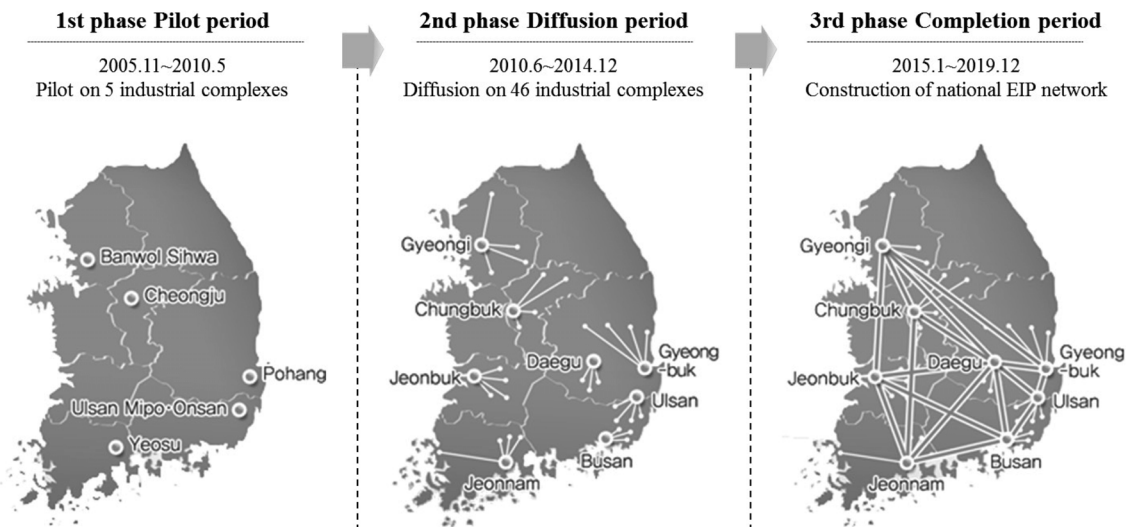 1st phase Pilot period
2005.11~2010.5
Pilot on 5 industrial complexes
Banwol Sihwa
Cheongju
Pohang
Ulsan Mipo·Onsan
Yeosu
2nd phase Diffusion period
2010.6~2014.12
Diffusion on 46 industrial complexes
Gyeongi
Chungbuk
Daegu
Gyeong
-buk
Jeonbuk
Ulsan
Busan
Jeonnam
3rd phase Completion period
2015.1~2019.12
Construction of national EIP network
Gyeongi
Chungbuk
Daegu
Gyeong
-buk
Jeonbuk
Ulsan
Busan
Jeonnam